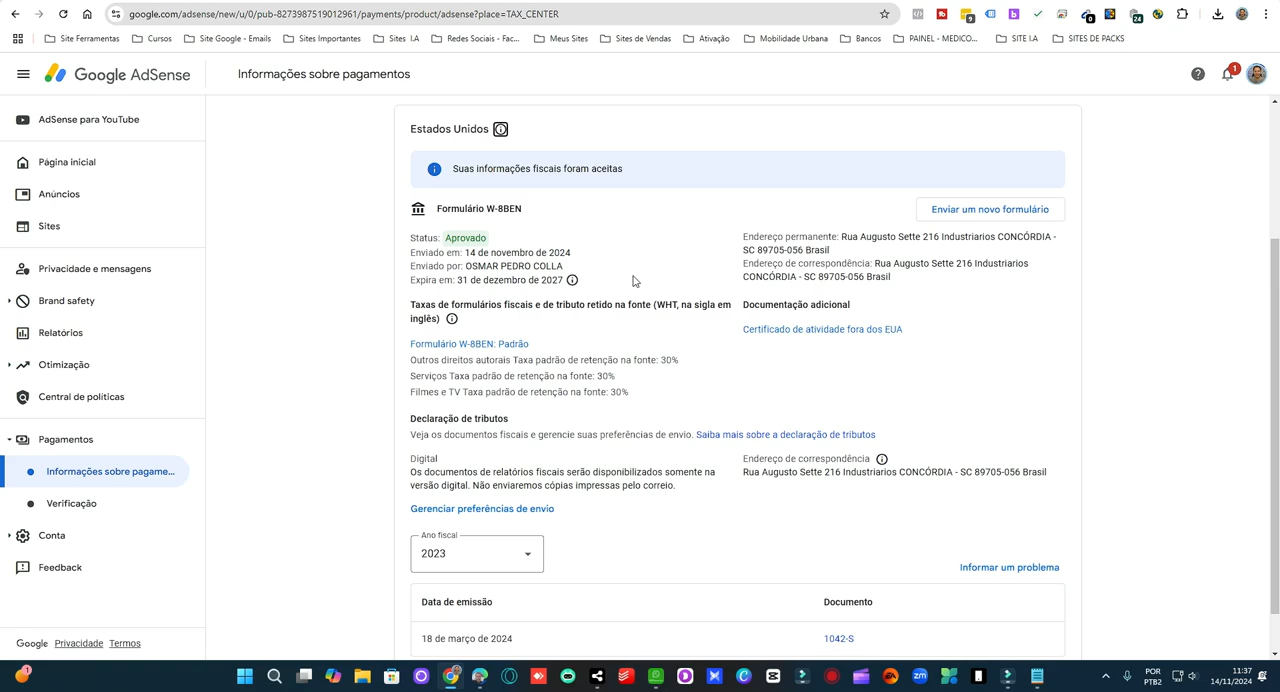 google.com/adsense/new/u/0/pub-8273987519012961/payments/product/adsense?place=TAX_CENTER
9
0
24
Site Ferramentas
Cursos
Site Google - Emails
Sites Importantes
Sites I.A
Redes Sociais - Fac...
Meus Sites
Sites de Vendas
Ativação
Mobilidade Urbana
Bancos
PAINEL - MEDICO...
SITE I.A
SITES DE PACKS
Google AdSense
Informações sobre pagamentos
1
AdSense para YouTube
Página inicial
Anúncios
Sites
Privacidade e mensagens
Brand safety
Relatórios
Otimização
Central de políticas
Pagamentos
Informações sobre pagame...
Verificação
Conta
Feedback
Google Privacidade Termos
Estados Unidos
Suas informações fiscais foram aceitas
Formulário W-8BEN
Enviar um novo formulário
Status: Aprovado
Enviado em: 14 de novembro de 2024
Enviado por: OSMAR PEDRO COLLA
Expira em: 31 de dezembro de 2027
Endereço permanente: Rua Augusto Sette 216 Industriarios CONCÓRDIA -
SC 89705-056 Brasil
Endereço de correspondência: Rua Augusto Sette 216 Industriarios
CONCÓRDIA - SC 89705-056 Brasil
Taxas de formulários fiscais e de tributo retido na fonte (WHT, na sigla em
inglês)
Documentação adicional
Certificado de atividade fora dos EUA
Formulário W-8BEN: Padrão
Outros direitos autorais Taxa padrão de retenção na fonte: 30%
Serviços Taxa padrão de retenção na fonte: 30%
Filmes e TV Taxa padrão de retenção na fonte: 30%
Declaração de tributos
Veja os documentos fiscais e gerencie suas preferências de envio. Saiba mais sobre a declaração de tributos
Digital
Os documentos de relatórios fiscais serão disponibilizados somente na
versão digital. Não enviaremos cópias impressas pelo correio.
Endereço de correspondência
Rua Augusto Sette 216 Industriarios CONCÓRDIA - SC 89705-056 Brasil
Gerenciar preferências de envio
Ano fiscal
2023
Informar um problema
Data de emissão
Documento
18 de março de 2024
1042-S
1
POR
PTB2
11:37
14/11/2024